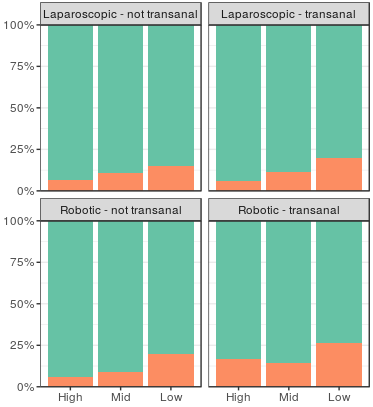 Laparoscopic - not transanal
Laparoscopic - transanal
100%
75%
50%
25%
0%
Robotic - not transanal
Robotic - transanal
100%
75%
50%
25%
0%
High Mid Low High Mid Low